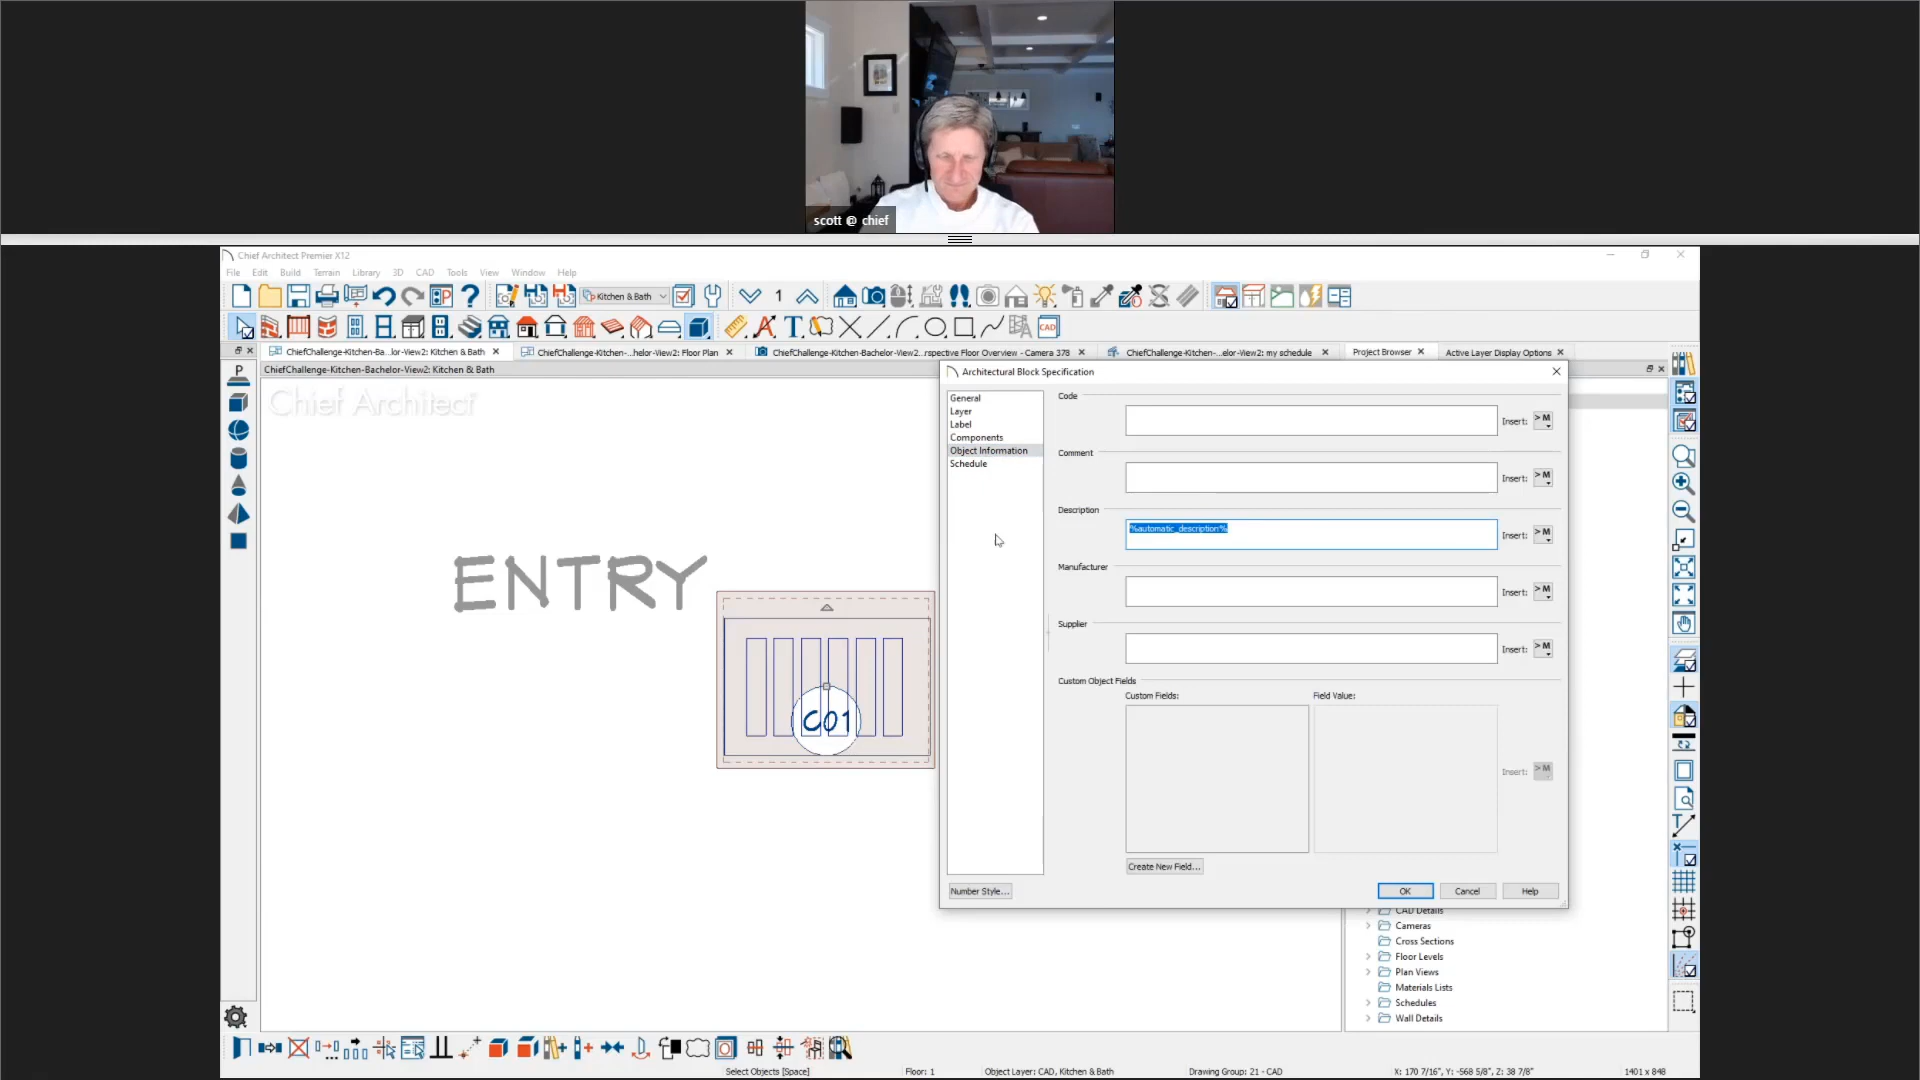 scott @ chief
Chief Architect Premier X12
File Edit Build Terrain Library 3D CAD Tools View Window Help
Kitchen & Bath
1
CAD
ChiefChallenge-Kitchen-Ba...lor-View2: Kitchen & Bath
ChiefChallenge-Kitchen-...helor-View2: Floor Plan
ChiefChallenge-Kitchen-Bachelor-View2...rspective Floor Overview - Camera 378
ChiefChallenge-Kitchen-...elor-View2: my schedule
Project Browser
Active Layer Display Options
ChiefChallenge-Kitchen-Bachelor-View2: Kitchen & Bath
P
Chief Architect
Architectural Block Specification
General
Layer
Label
Components
Object Information
Schedule
Code
Insert: > M
Comment
Insert: > M
Description
%automatic_description%
Insert: > M
Manufacturer
Insert: > M
Supplier
Insert: > M
Custom Object Fields
Custom Fields:
Field Value:
Insert: > M
Create New Field...
Number Style...
OK
Cancel
Help
ENTRY
C01
CAD Details
Cameras
Cross Sections
Floor Levels
Plan Views
Materials Lists
Schedules
Wall Details
Select Objects [Space]
Floor: 1
Object Layer: CAD, Kitchen & Bath
Drawing Group: 21 - CAD
X: 170 7/16", Y: -568 5/8", Z: 38 7/8"
1401 x 848